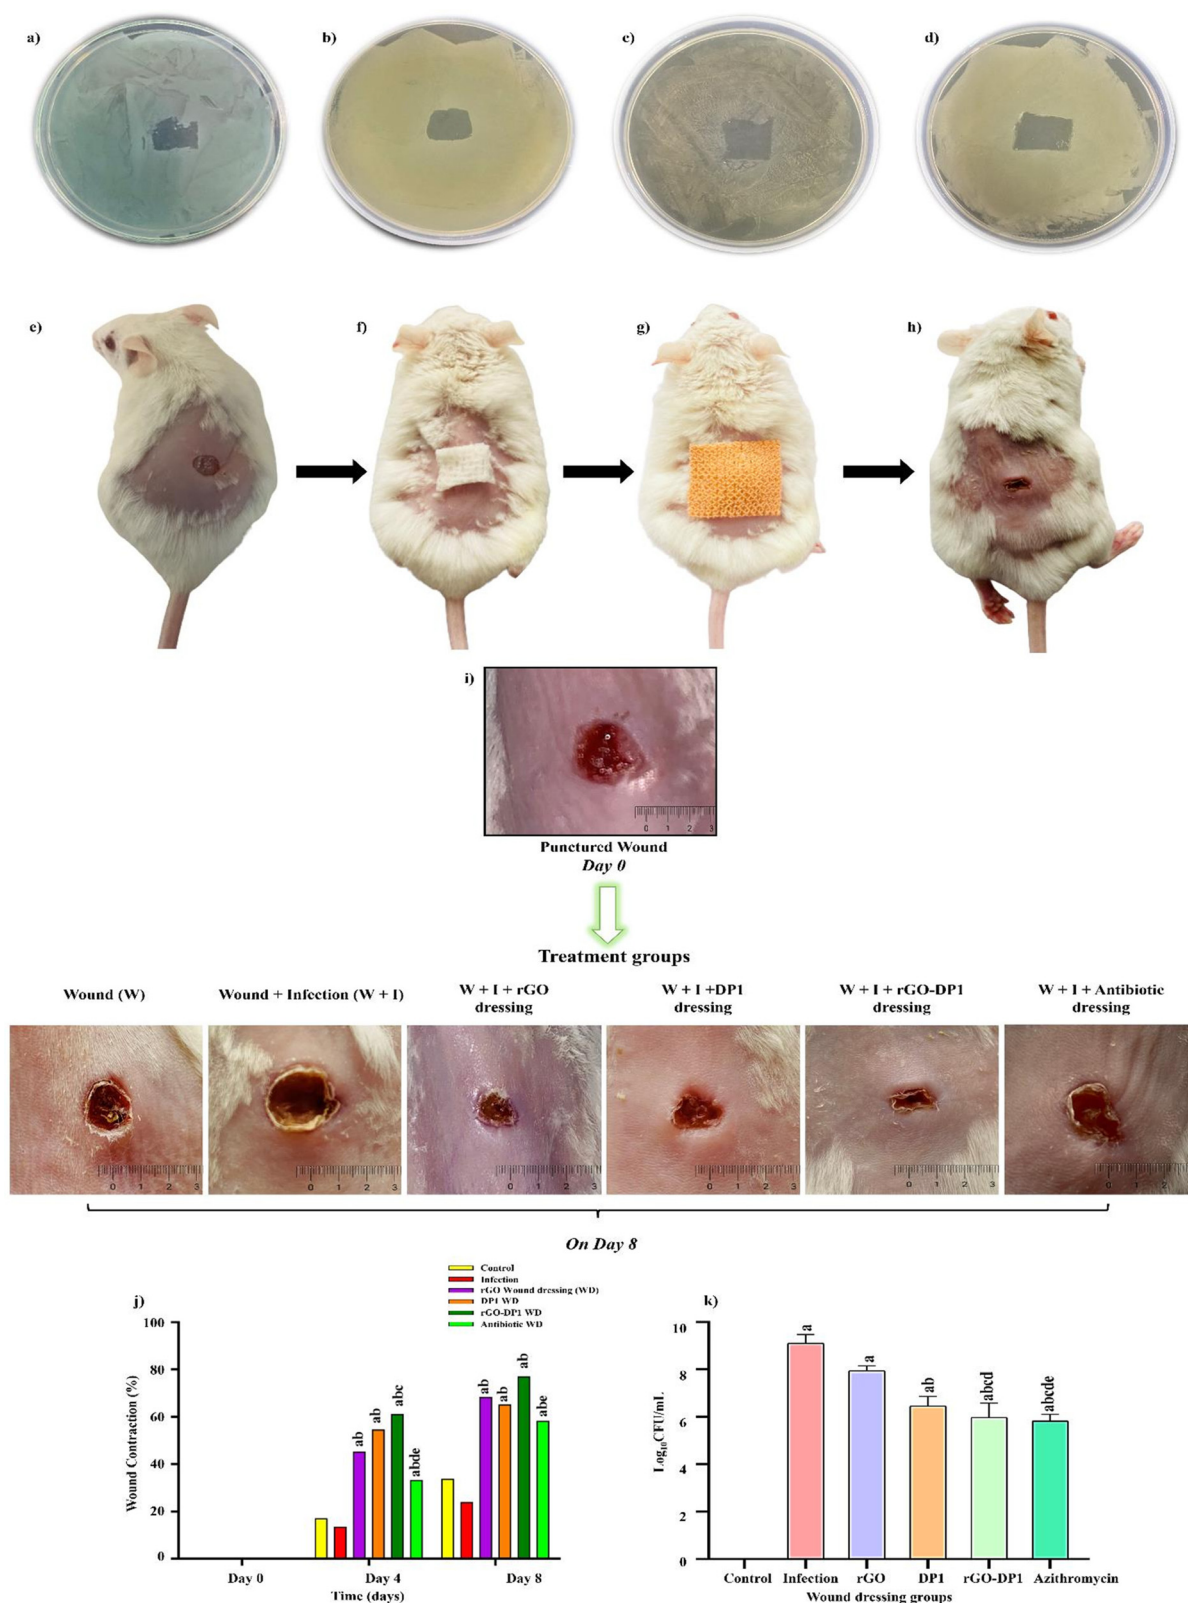 a) b) c) d)
e) f) g) h)
i)
0 1 2 3
Punctured Wound
Day 0
Treatment groups
Wound (W)
Wound + Infection (W + I)
W + I + rGO
dressing
W + I +DP1
dressing
W + I + rGO-DP1
dressing
W + I + Antibiotic
dressing
0 1 2 3
0 1 2 3
0 1 2 3
0 1 2 3
0 1 2 3
0 1 2
On Day 8
Control
Infection
rGO Wound dressing (WD)
DP1 WD
rGO-DP1 WD
Antibiotic WD
j)
100
80
60
40
20
0
Wound Contraction (%)
ab ab abc abde
ab ab ab abe
Day 0 Day 4 Day 8
Time (days)
k)
10
8
6
4
2
0
Log₁₀CFU/mL
a a ab abcd abcde
Control Infection rGO DP1 rGO-DP1 Azithromycin
Wound dressing groups